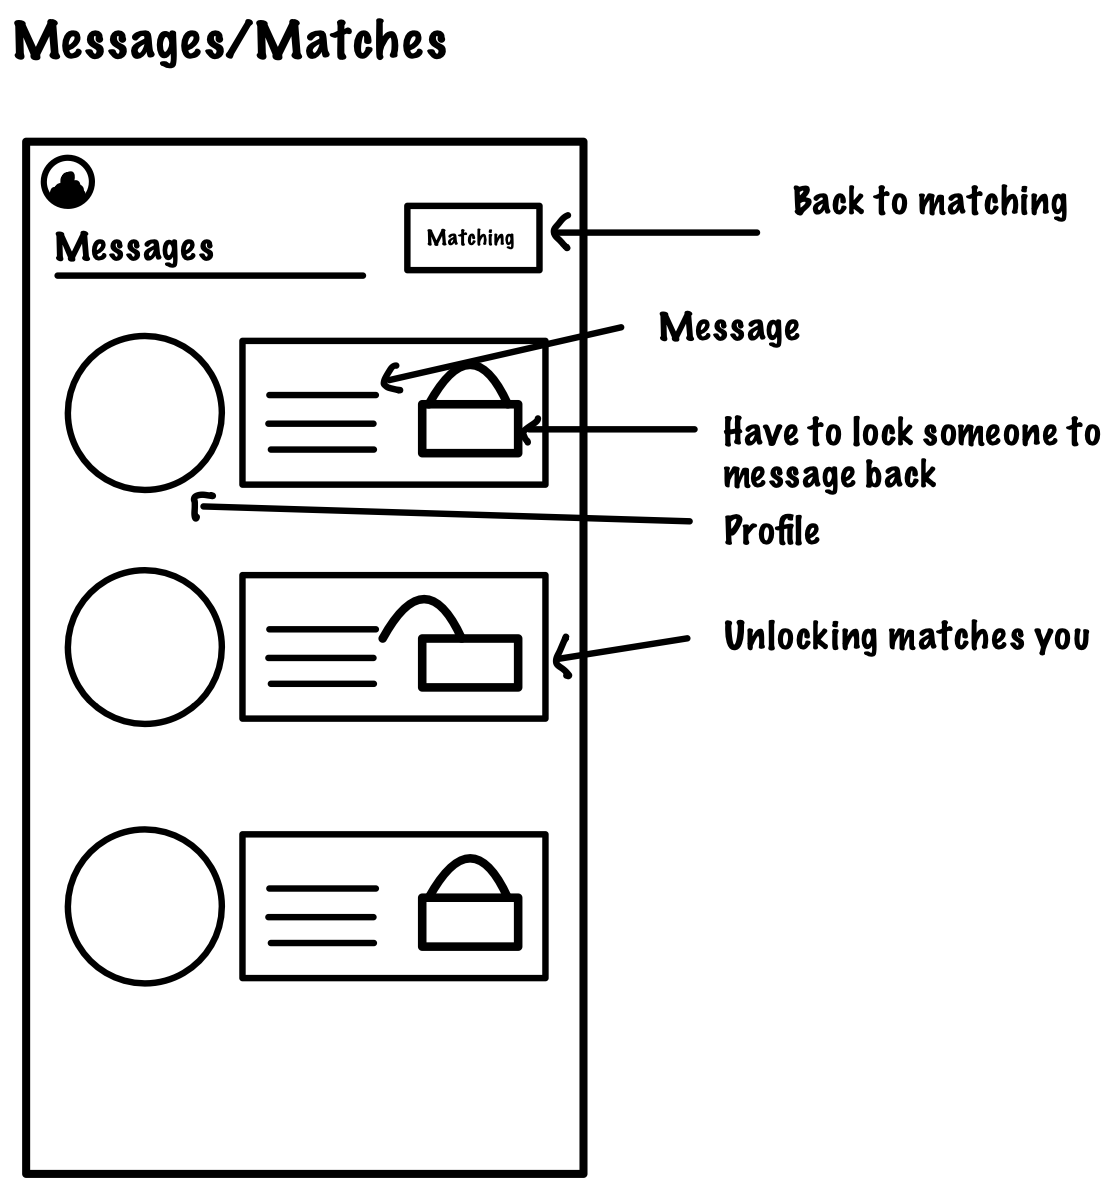 Messages/Matches
Back to matching
Matching
Messages
Message
Have to lock someone to
message back
Profile
Unlocking matches you